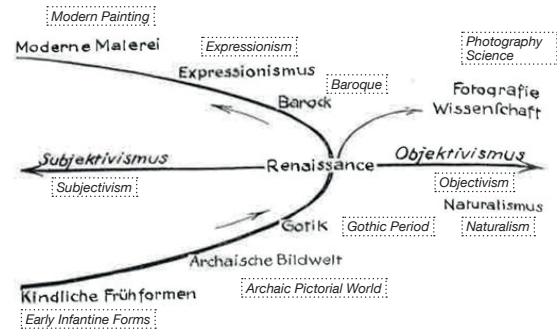 Modern Painting
Moderne Malerei
Expressionism
Expressionismus
Photography
Science
Baroque
Barock
Fotografie
Wissenschaft
Subjektivismus
Renaissance
Objektivismus
Subjectivism
Objectivism
Naturalismus
Gotik
Gothic Period
Naturalism
Archaische Bildwelt
Archaic Pictorial World
Kindliche Frühformen
Early Infantine Forms